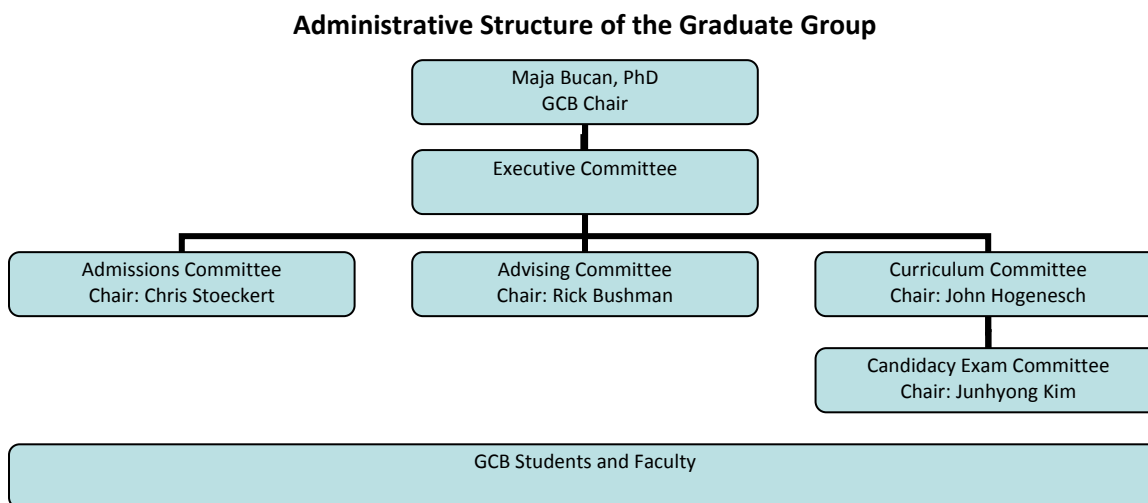 Administrative Structure of the Graduate Group
Maja Bucan, PhD
GCB Chair
Executive Committee
Admissions Committee
Chair: Chris Stoeckert
Advising Committee
Chair: Rick Bushman
Curriculum Committee
Chair: John Hogenesch
Candidacy Exam Committee
Chair: Junhyong Kim
GCB Students and Faculty